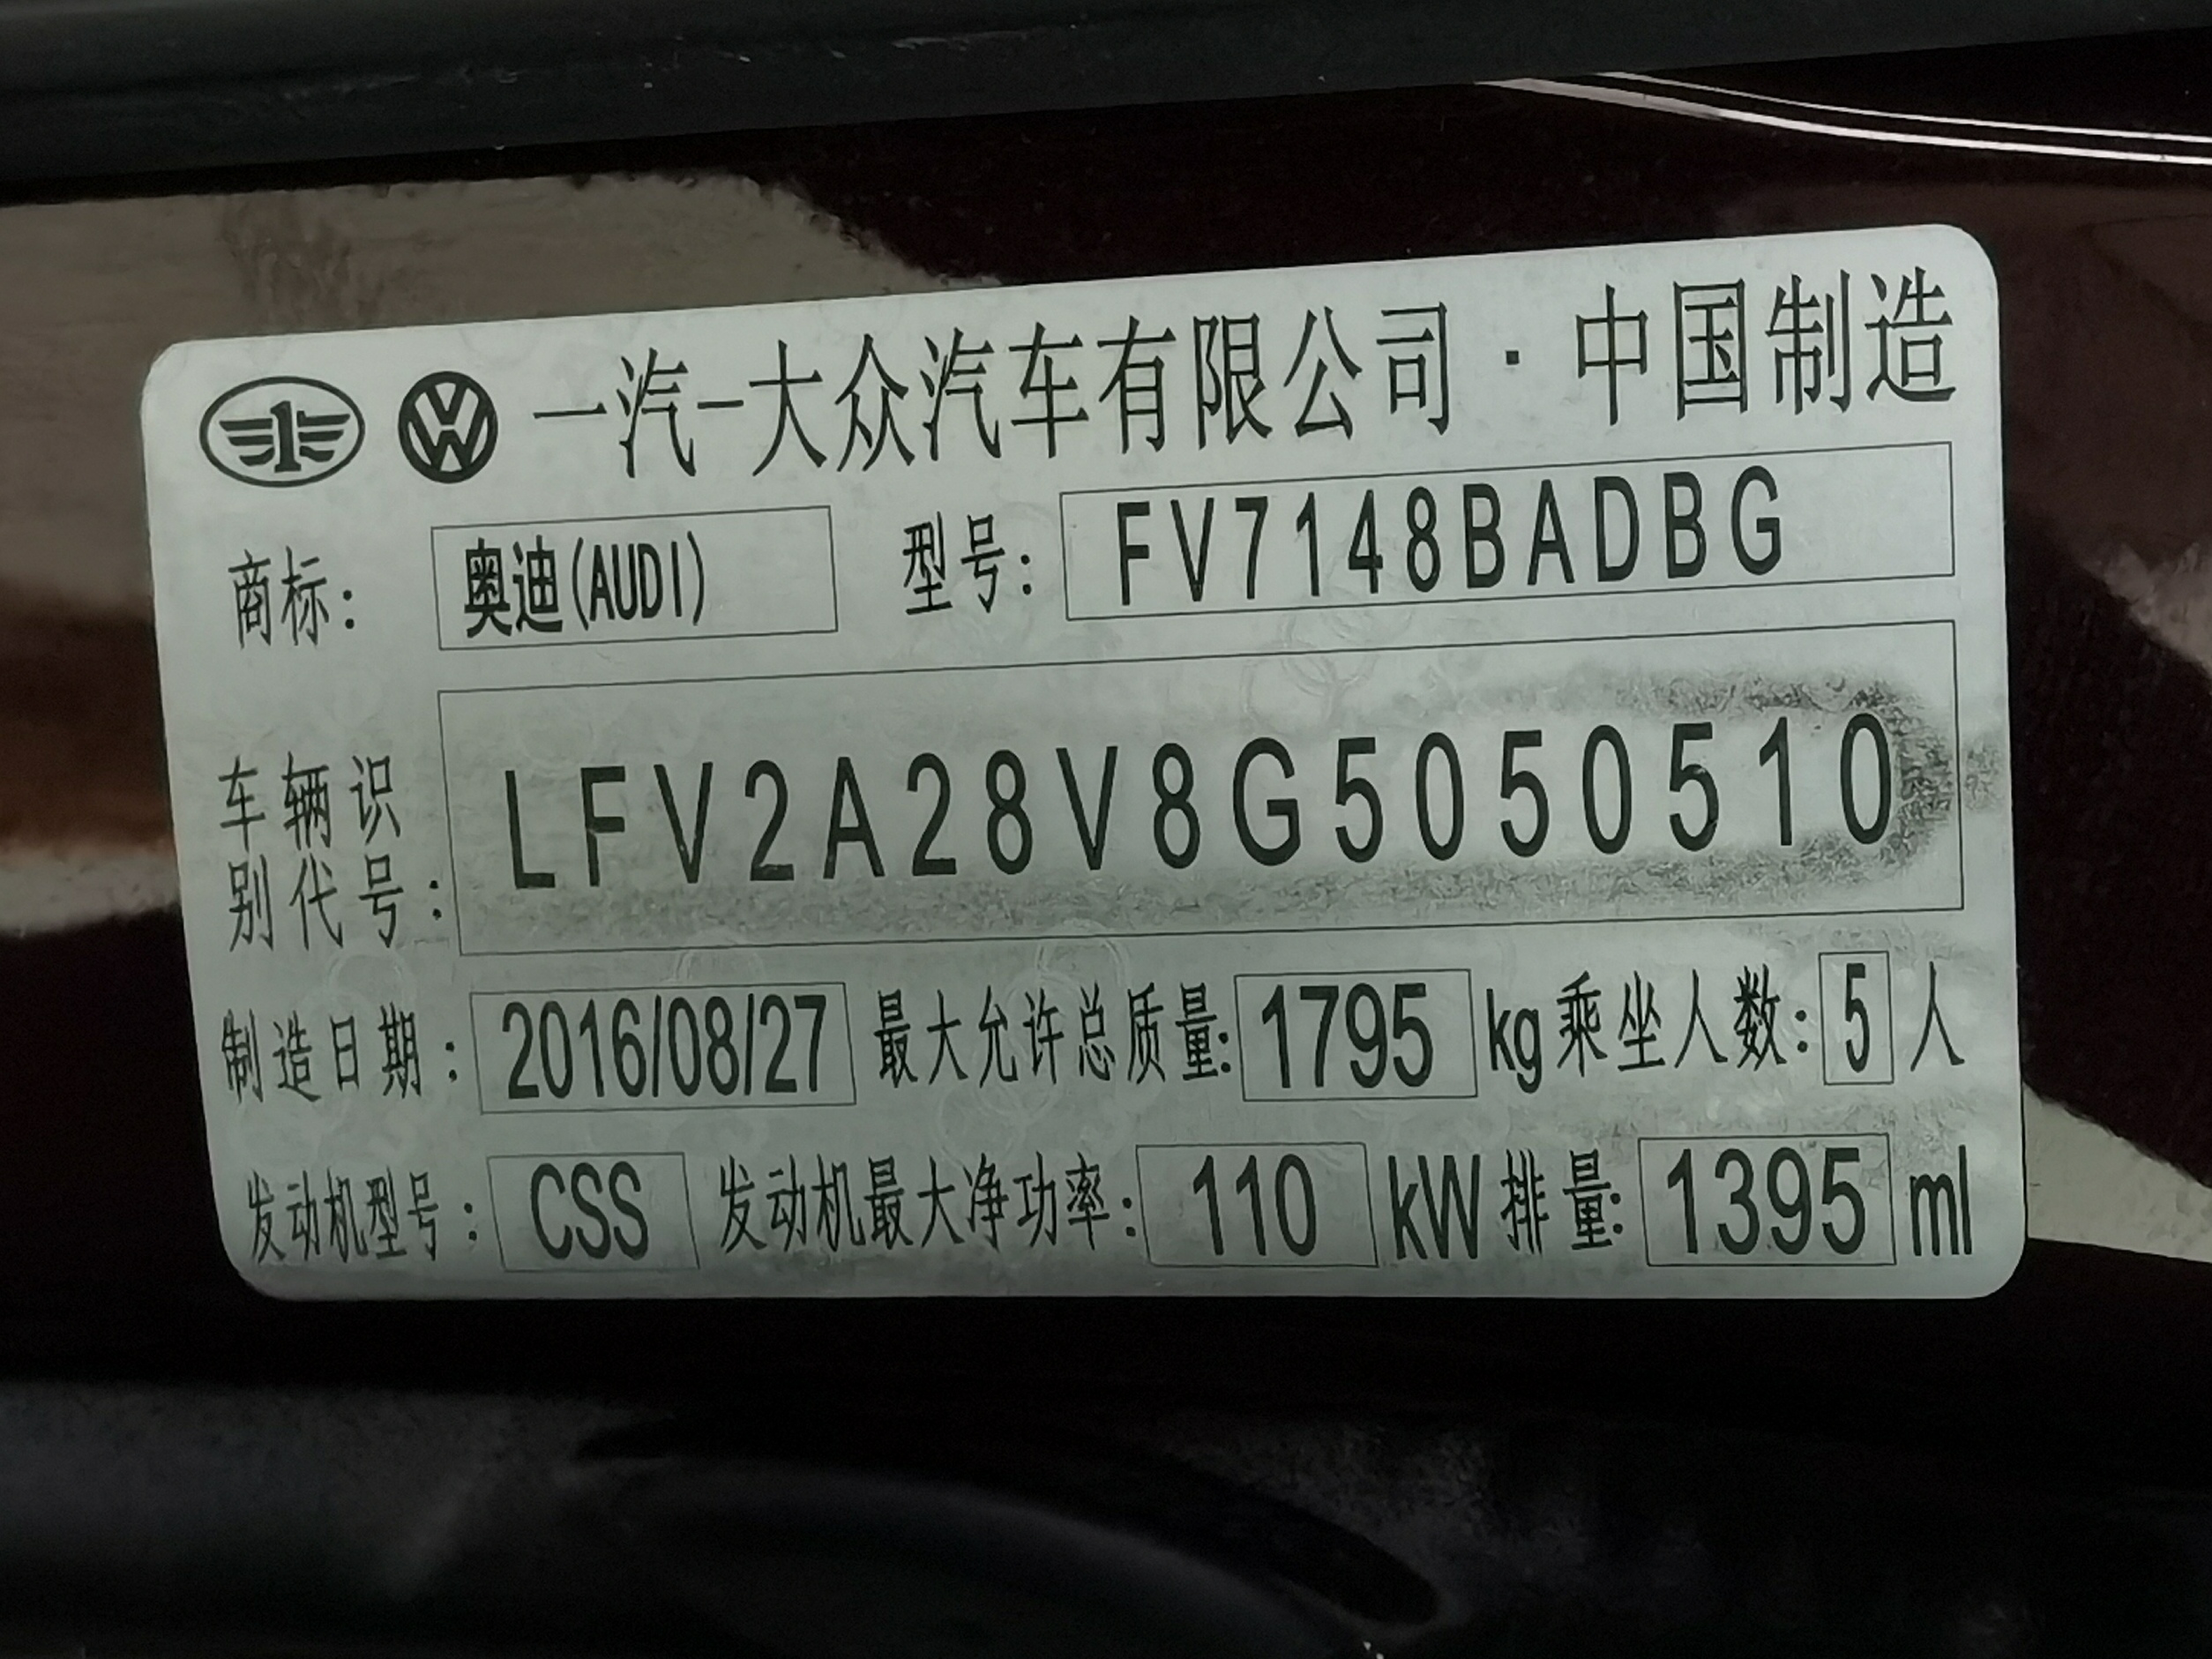 一汽-大众汽车有限公司·中国制造
商标: 奥迪(AUDI) 型号: FV7148BADBG
车辆识别代号: LFV2A28V8G5050510
制造日期: 2016/08/27 最大允许总质量: 1795 kg 乘坐人数: 5 人
发动机型号: CSS 发动机最大净功率: 110 kW 排量: 1395 ml